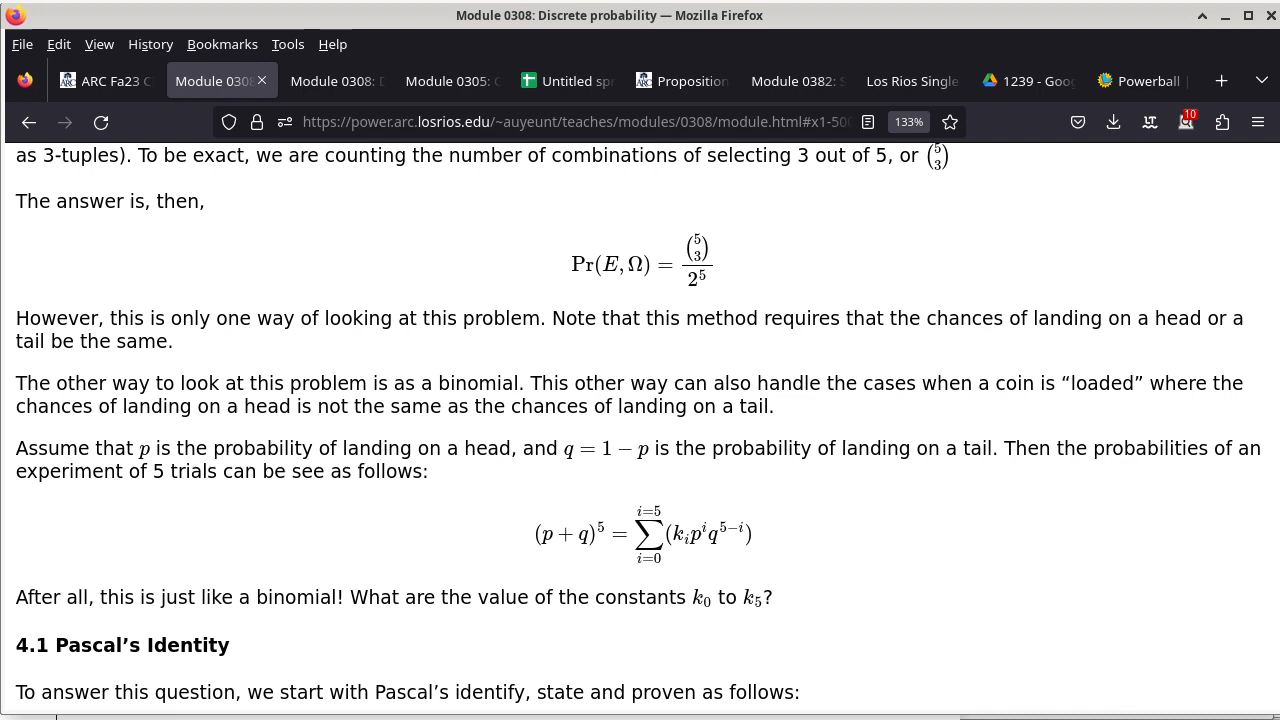 Module 0308: Discrete probability — Mozilla Firefox
File Edit View History Bookmarks Tools Help
ARC Fa23 C Module 0308 Module 0308: D Module 0305: C Untitled spr Proposition Module 0382: S Los Rios Single 1239 - Goog Powerball |
https://power.arc.losrios.edu/~auyeunt/teaches/modules/0308/module.html#x1-500 133% 10
as 3-tuples). To be exact, we are counting the number of combinations of selecting 3 out of 5, or (5 3)
The answer is, then,
Pr(E, Ω) = (5 3) / 2⁵
However, this is only one way of looking at this problem. Note that this method requires that the chances of landing on a head or a
tail be the same.
The other way to look at this problem is as a binomial. This other way can also handle the cases when a coin is “loaded” where the
chances of landing on a head is not the same as the chances of landing on a tail.
Assume that p is the probability of landing on a head, and q = 1 − p is the probability of landing on a tail. Then the probabilities of an
experiment of 5 trials can be see as follows:
(p + q)⁵ = ∑_{i=0}^{i=5} (kᵢpⁱq⁵⁻ⁱ)
After all, this is just like a binomial! What are the value of the constants k₀ to k₅?
4.1 Pascal’s Identity
To answer this question, we start with Pascal’s identify, state and proven as follows: